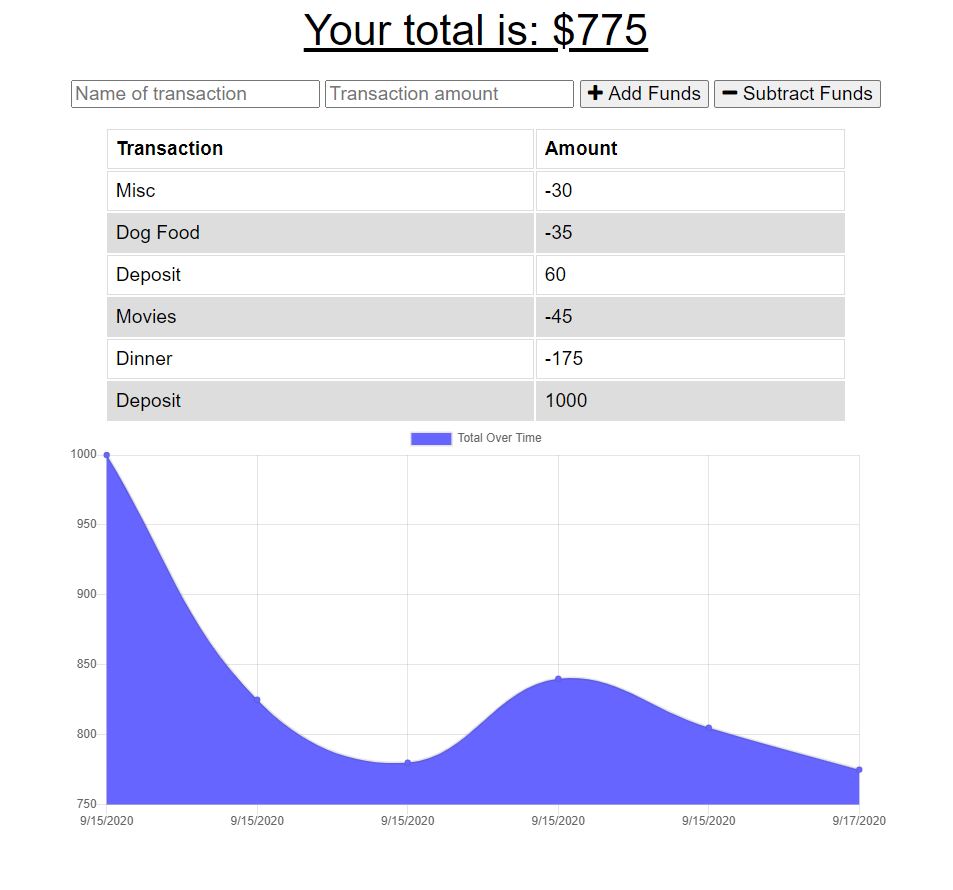 Your total is: $775
Name of transaction Transaction amount + Add Funds − Subtract Funds
Transaction Amount
Misc -30
Dog Food -35
Deposit 60
Movies -45
Dinner -175
Deposit 1000
Total Over Time
1000
950
900
850
800
750
9/15/2020 9/15/2020 9/15/2020 9/15/2020 9/15/2020 9/17/2020